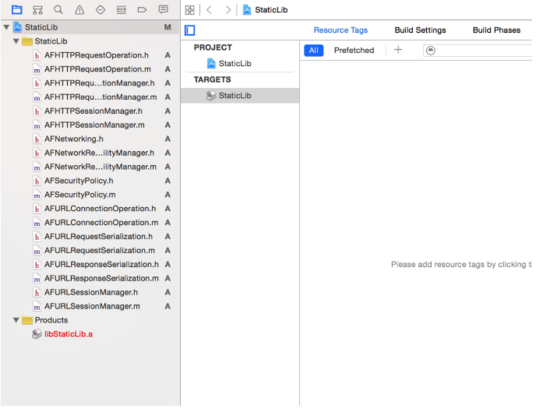 StaticLib
StaticLib M
StaticLib
h AFHTTPRequestOperation.h A
m AFHTTPRequestOperation.m A
h AFHTTPRequ...tionManager.h A
m AFHTTPRequ...tionManager.m A
h AFHTTPSessionManager.h A
m AFHTTPSessionManager.m A
h AFNetworking.h A
h AFNetworkRe...ilityManager.h A
m AFNetworkRe...ilityManager.m A
h AFSecurityPolicy.h A
m AFSecurityPolicy.m A
h AFURLConnectionOperation.h A
m AFURLConnectionOperation.m A
h AFURLRequestSerialization.h A
m AFURLRequestSerialization.m A
h AFURLResponseSerialization.h A
m AFURLResponseSerialization.m A
h AFURLSessionManager.h A
m AFURLSessionManager.m A
Products
libStaticLib.a
PROJECT
StaticLib
TARGETS
StaticLib
Resource Tags Build Settings Build Phases
All Prefetched +
Please add resource tags by clicking